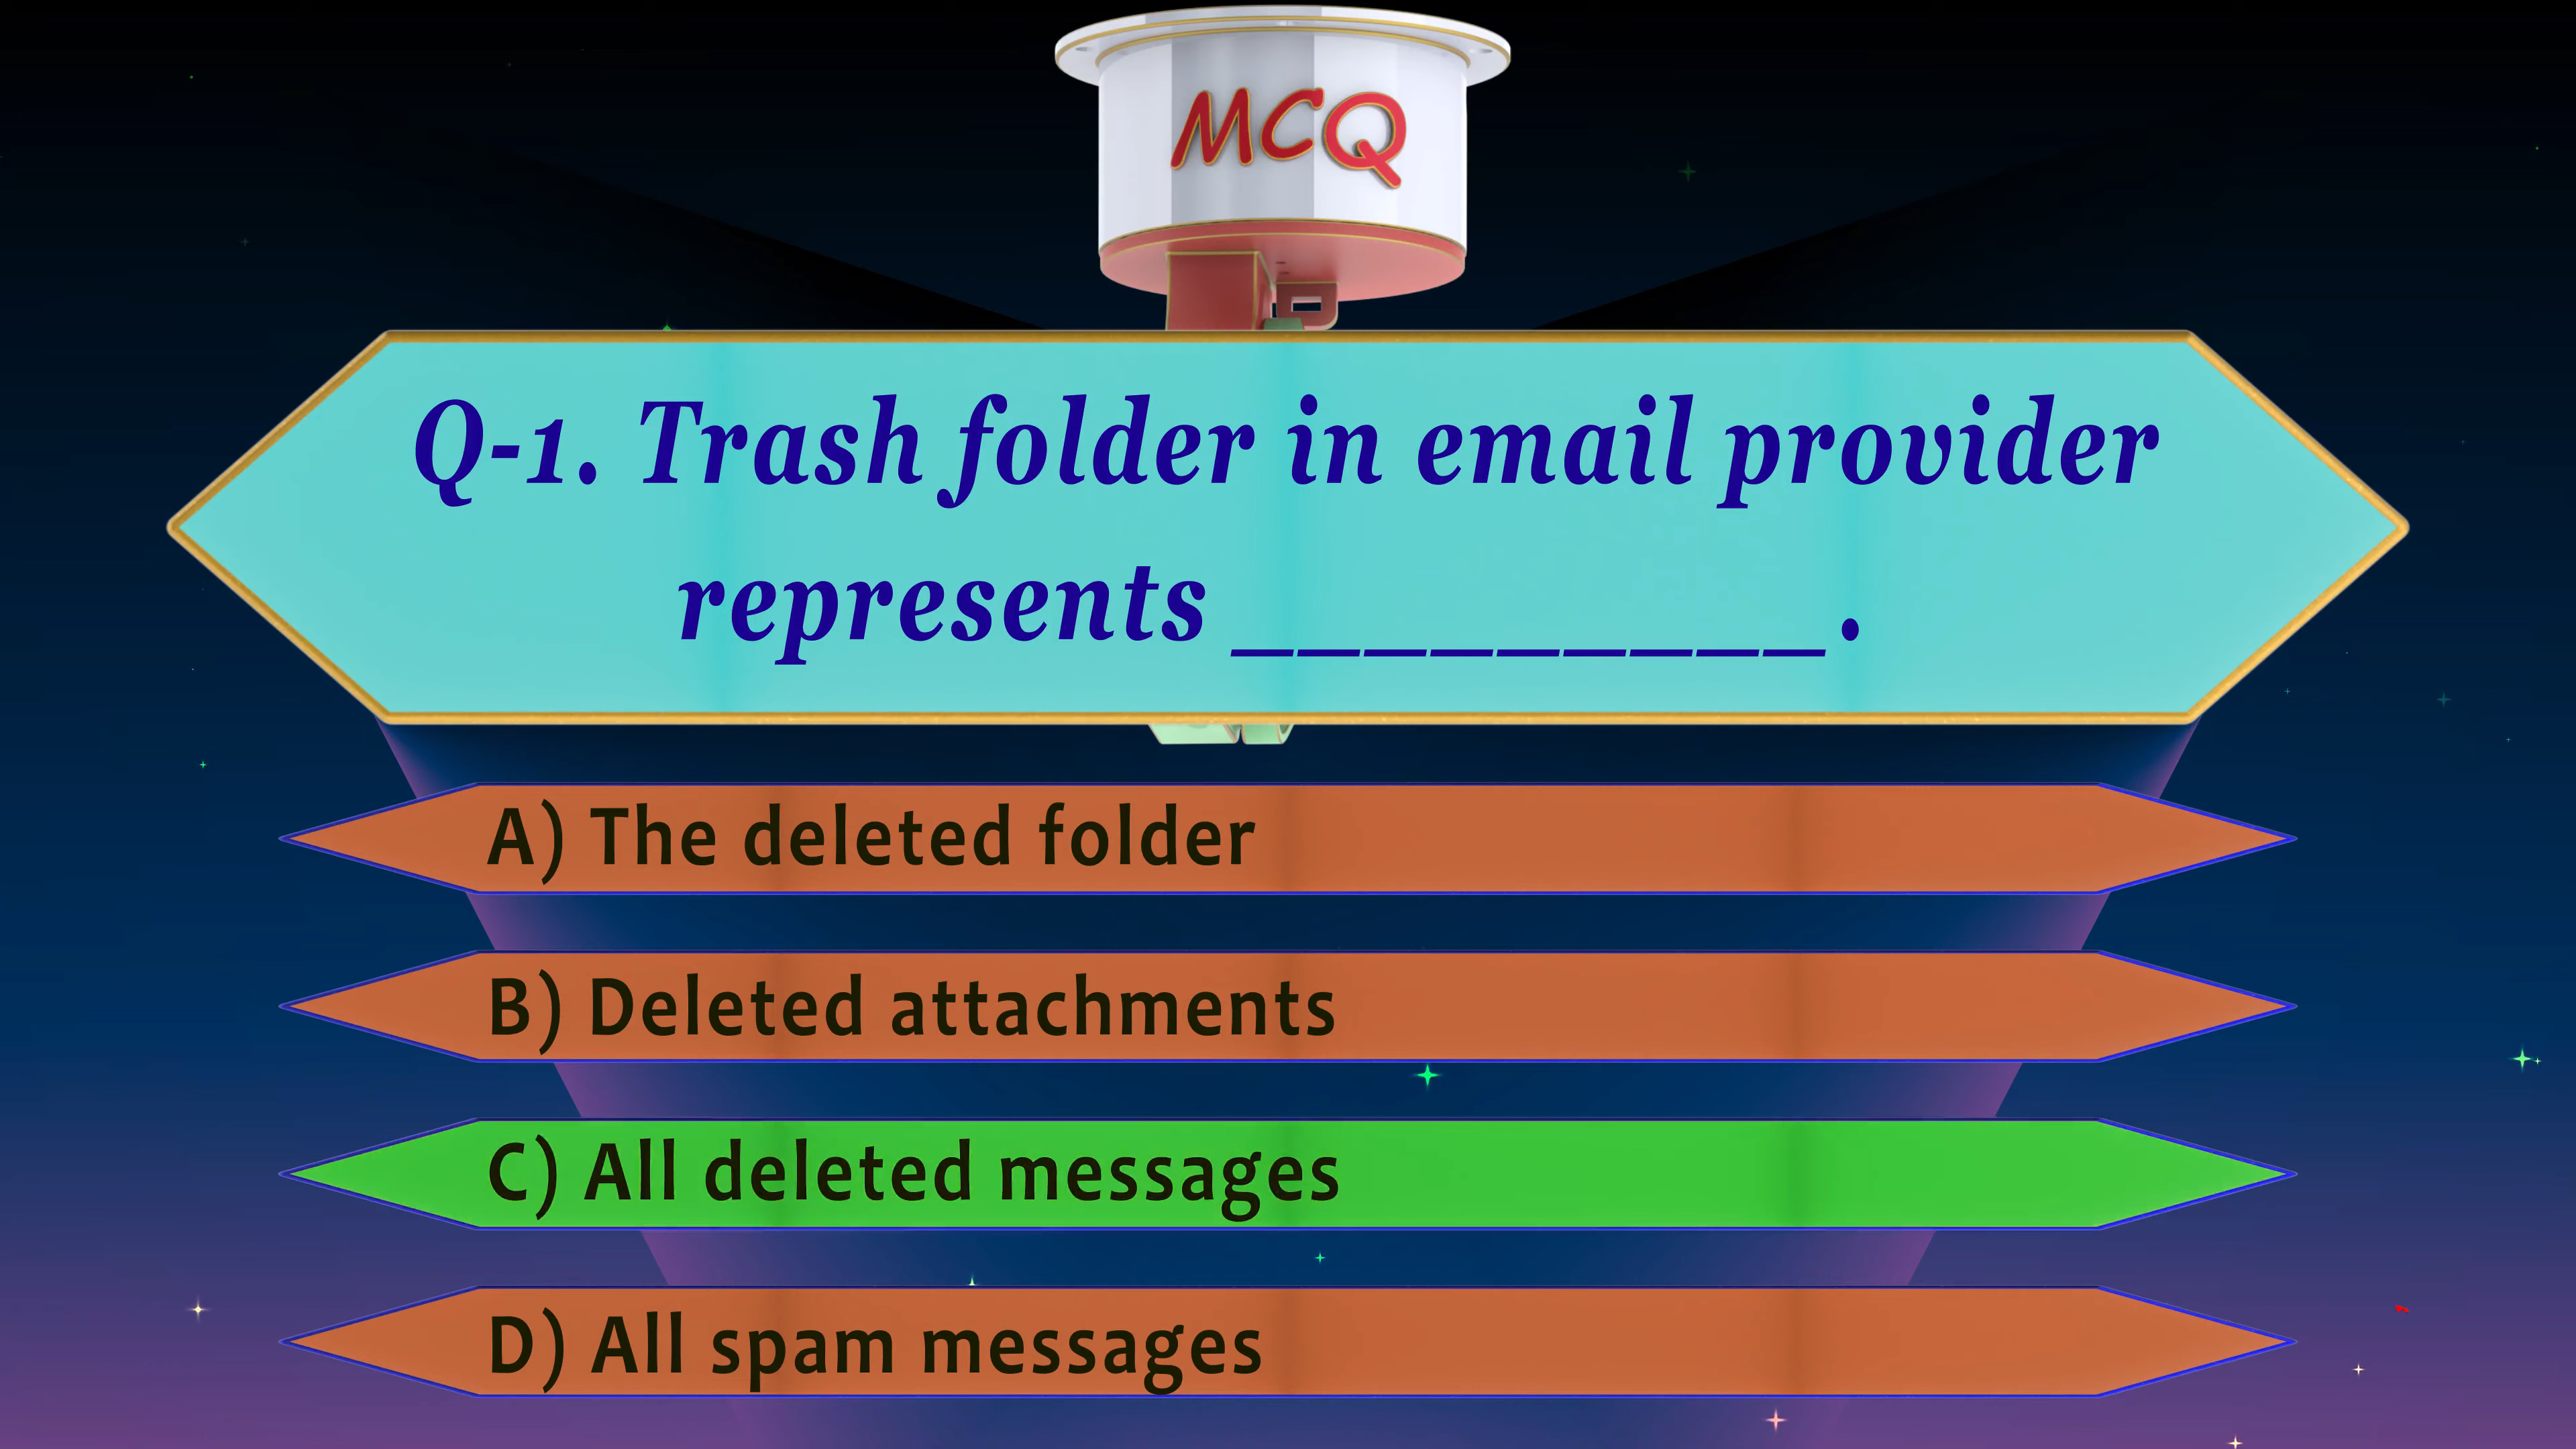 MCQ
Q-1. Trash folder in email provider
represents _________.
A) The deleted folder
B) Deleted attachments
C) All deleted messages
D) All spam messages